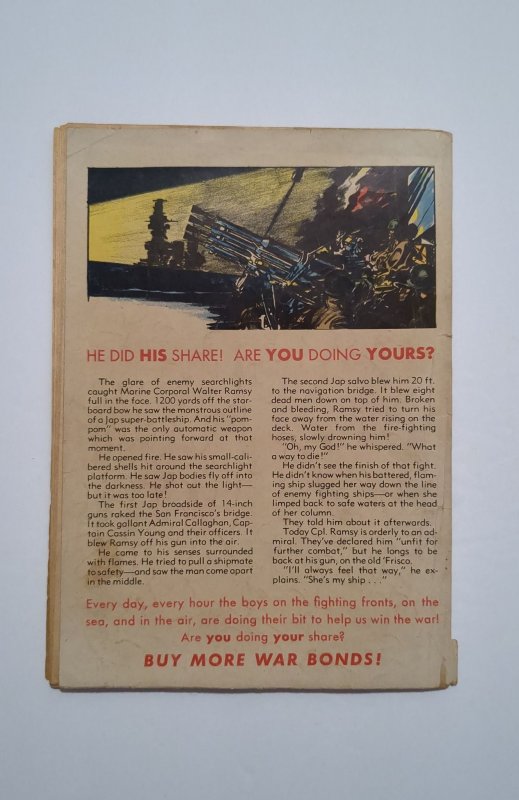 HE DID HIS SHARE! ARE YOU DOING YOURS?
The glare of enemy searchlights
caught Marine Corporal Walter Ramsy
full in the face. 1200 yards off the star-
board bow he saw the monstrous outline
of a Jap super-battleship. And his "pom-
pom" was the only automatic weapon
which was pointing forward at that
moment.
He opened fire. He saw his small-cali-
bered shells hit around the searchlight
platform. He saw Jap bodies fly off into
the darkness. He shot out the light—
but it was too late!
The first Jap broadside of 14-inch
guns raked the San Francisco's bridge.
It took gallant Admiral Callaghan, Cap-
tain Cassin Young and their officers. It
blew Ramsy off his gun into the air.
He came to his senses surrounded
with flames. He tried to pull a shipmate
to safety—and saw the man come apart
in the middle.
The second Jap salvo blew him 20 ft.
to the navigation bridge. It blew eight
dead men down on top of him. Broken
and bleeding, Ramsy tried to turn his
face away from the water rising on the
deck. Water from the fire-fighting
hoses, slowly drowning him!
"Oh, my God!" he whispered. "What
a way to die!"
He didn't see the finish of that fight.
He didn't know when his battered, flam-
ing ship slugged her way down the line
of enemy fighting ships—or when she
limped back to safe waters at the head
of her column.
They told him about it afterwards.
Today Cpl. Ramsy is orderly to an ad-
miral. They've declared him "unfit for
further combat," but he longs to be
back at his gun, on the old 'Frisco.
"I'll always feel that way," he ex-
plains. "She's my ship . . ."
Every day, every hour the boys on the fighting fronts, on the
sea, and in the air, are doing their bit to help us win the war!
Are you doing your share?
BUY MORE WAR BONDS!